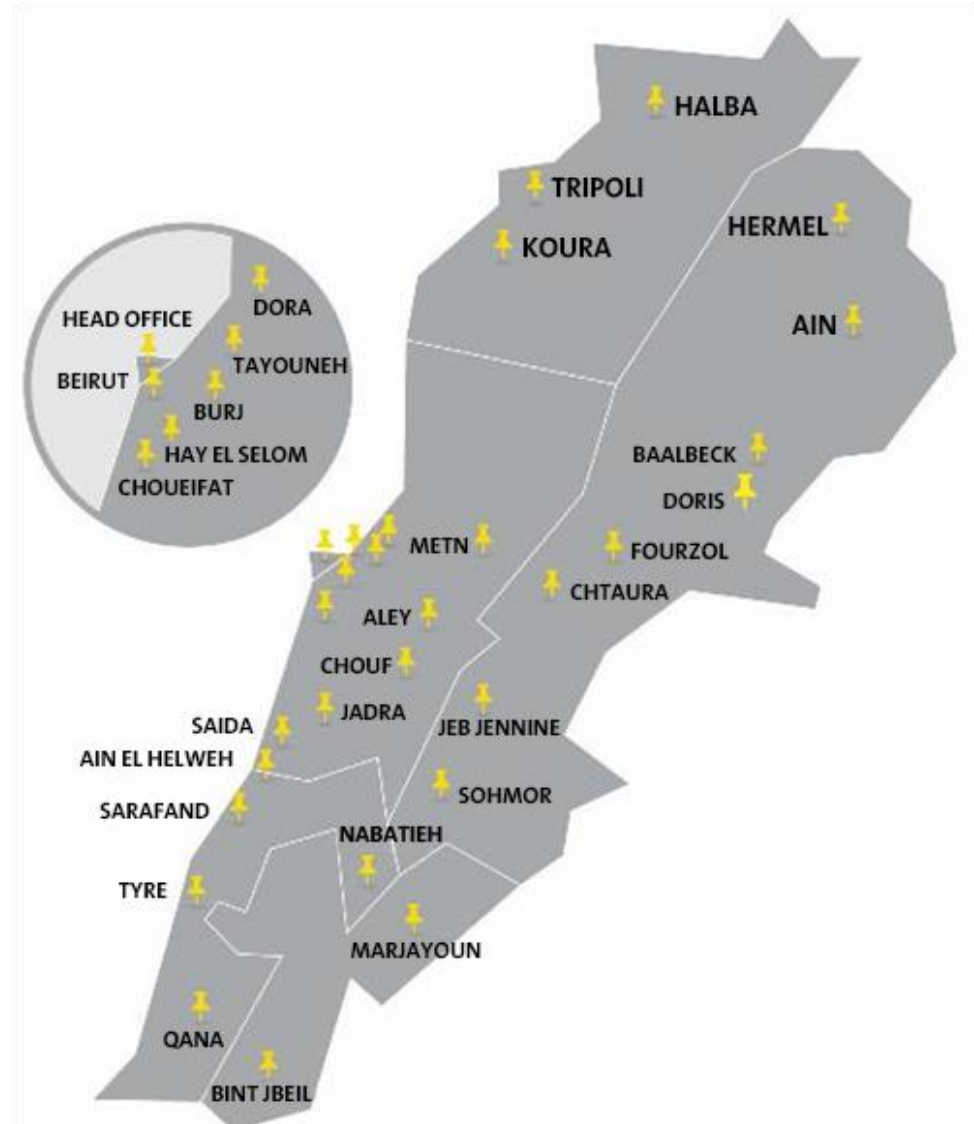 HALBA
TRIPOLI
HERMEL
KOURA
DORA
HEAD OFFICE
AIN
TAYOUNEH
BEIRUT
BURJ
HAY EL SELOM
BAALBECK
CHOUEIFAT
DORIS
METN
FOURZOL
CHTAURA
ALEY
CHOUF
JADRA
SAIDA
JEB JENNINE
AIN EL HELWEH
SOHMOR
SARAFAND
NABATIEH
TYRE
MARJAYOUN
QANA
BINT JBEIL